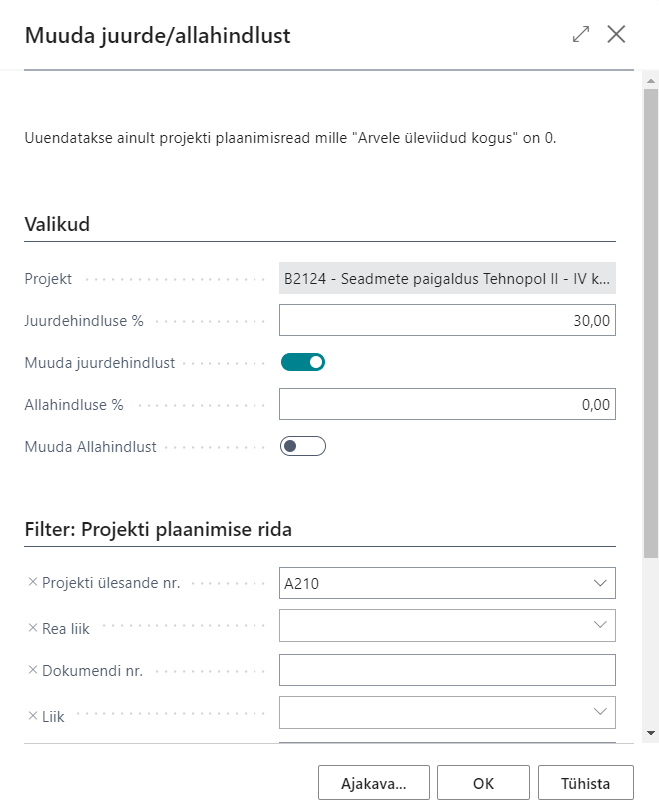 Muuda juurde/allahindlust
Uuendatakse ainult projekti plaanimisread mille "Arvele üleviidud kogus" on 0.
Valikud
Projekt B2124 - Seadmete paigaldus Tehnopol II - IV k...
Juurdehindluse % 30,00
Muuda juurdehindlust
Allahindluse % 0,00
Muuda Allahindlust
Filter: Projekti plaanimise rida
Projekti ülesande nr. A210
Rea liik
Dokumendi nr.
Liik
Ajakava... OK Tühista